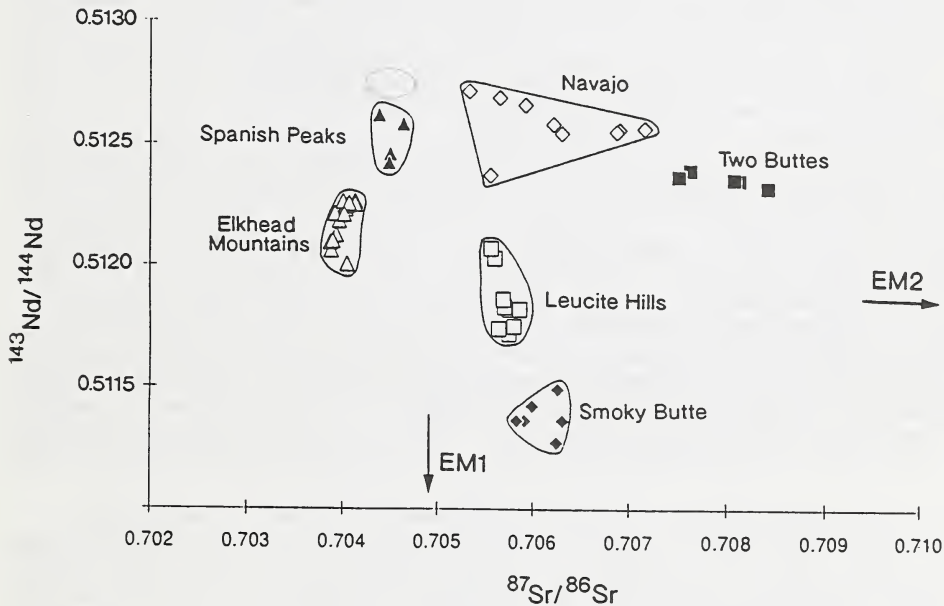 0.5130
Navajo
Spanish Peaks
0.5125
Two Buttes
Elkhead
Mountains
0.5120
EM2
Leucite Hills
0.5115
Smoky Butte
EM1
143Nd/144Nd
0.702 0.703 0.704 0.705 0.706 0.707 0.708 0.709 0.710
87Sr/86Sr